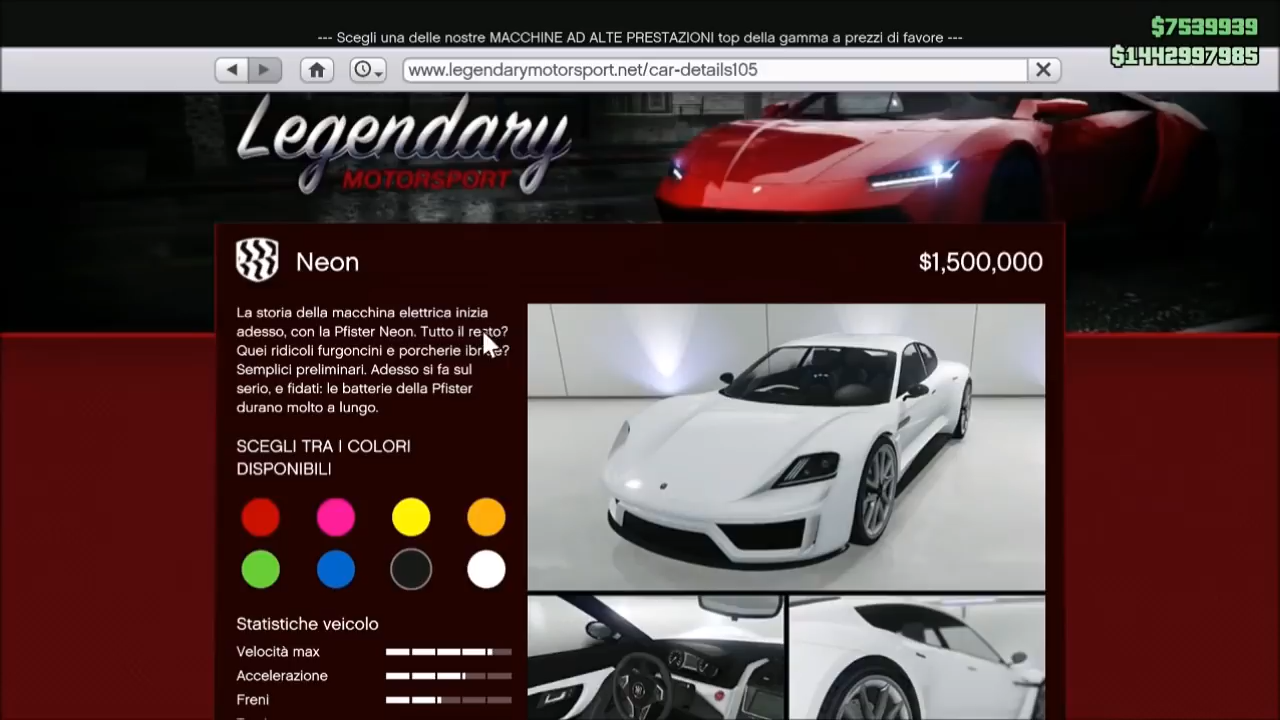 --- Scegli una delle nostre MACCHINE AD ALTE PRESTAZIONI top della gamma a prezzi di favore ---
$7539939
$1442997985
www.legendarymotorsport.net/car-details105
Legendary
MOTORSPORT
Neon
$1,500,000
La storia della macchina elettrica inizia
adesso, con la Pfister Neon. Tutto il resto?
Quei ridicoli furgoncini e porcherie ibride?
Semplici preliminari. Adesso si fa sul
serio, e fidati: le batterie della Pfister
durano molto a lungo.
SCEGLI TRA I COLORI
DISPONIBILI
Statistiche veicolo
Velocità max
Accelerazione
Freni